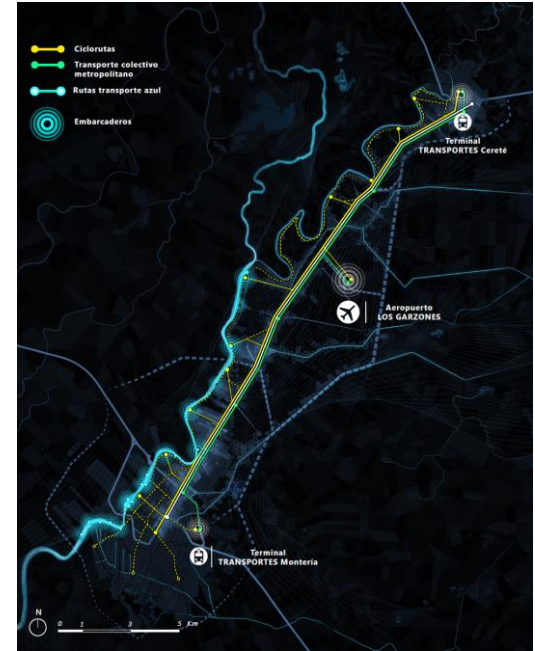 Ciclorutas
Transporte colectivo
metropolitano
Rutas transporte azul
Embarcaderos
Terminal
TRANSPORTES Cereté
Aeropuerto
LOS GARZONES
Terminal
TRANSPORTES Montería
N
0 1 3 5 Km